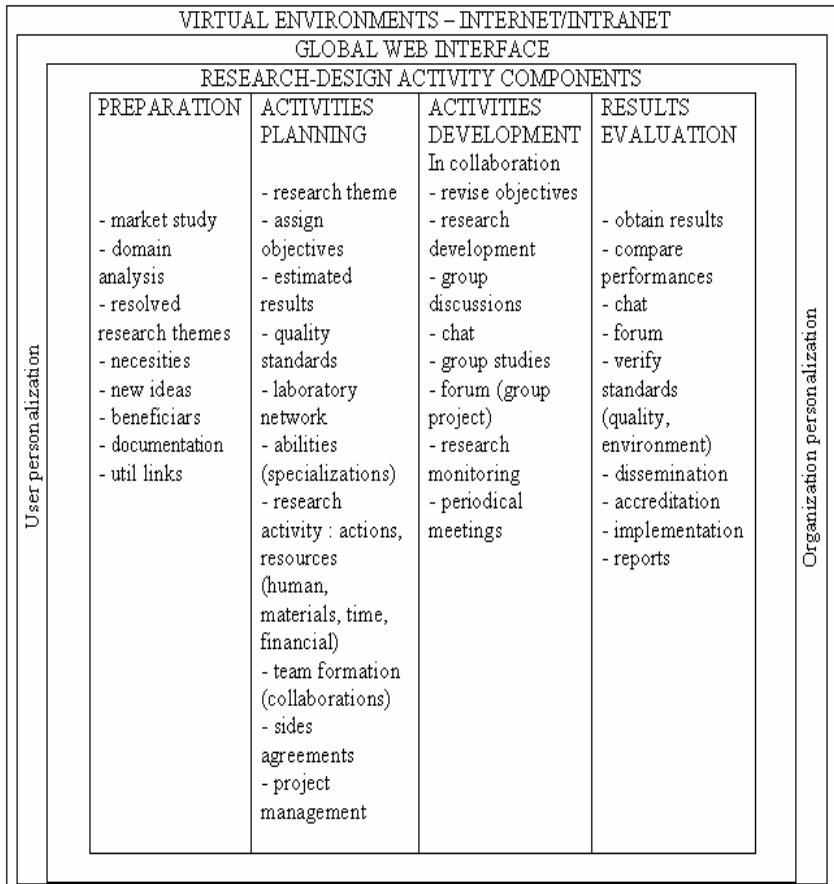 VIRTUAL ENVIRONMENTS – INTERNET/INTRANET
GLOBAL WEB INTERFACE
RESEARCH-DESIGN ACTIVITY COMPONENTS
User personalization
PREPARATION
- market study
- domain
analysis
- resolved
research themes
- necesities
- new ideas
- beneficiars
- documentation
- util links
ACTIVITIES
PLANNING
- research theme
- assign
objectives
- estimated
results
- quality
standards
- laboratory
network
- abilities
(specializations)
- research
activity : actions,
resources
(human,
materials, time,
financial)
- team formation
(collaborations)
- sides
agreements
- project
management
ACTIVITIES
DEVELOPMENT
In collaboration
- revise objectives
- research
development
- group
discussions
- chat
- group studies
- forum (group
project)
- research
monitoring
- periodical
meetings
RESULTS
EVALUATION
- obtain results
- compare
performances
- chat
- forum
- verify
standards
(quality,
environment)
- dissemination
- accreditation
- implementation
- reports
Organization personalization